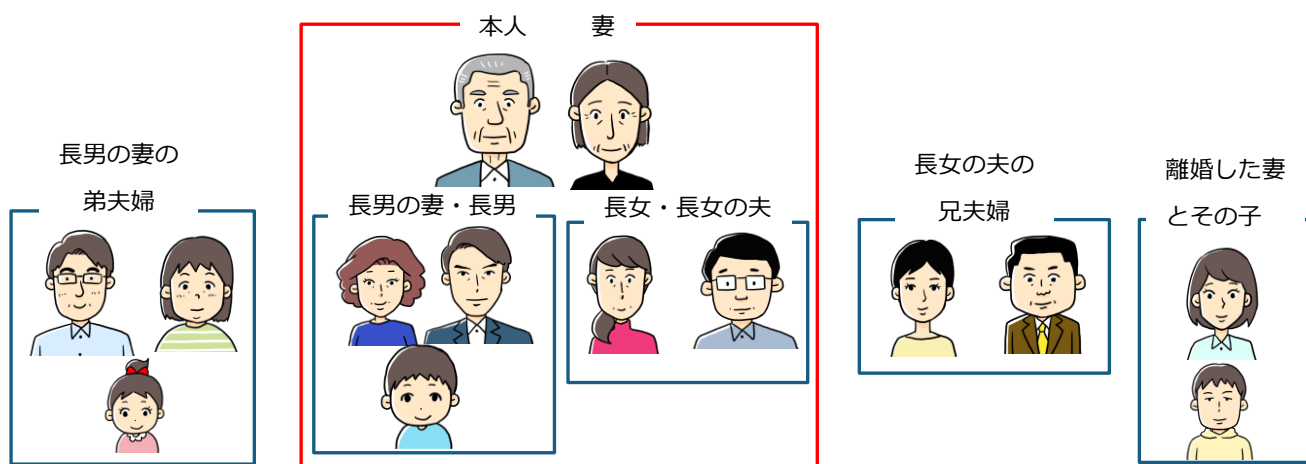 本人 妻
長男の妻の
弟夫婦
長男の妻・長男
長女・長女の夫
長女の夫の
兄夫婦
離婚した妻
とその子